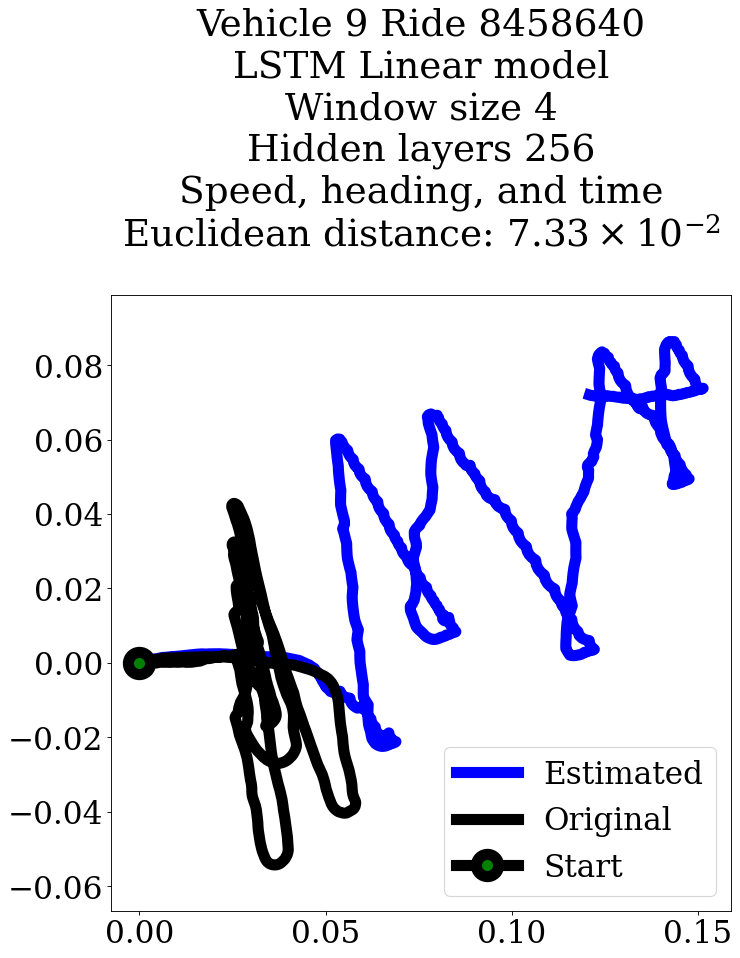 Vehicle 9 Ride 8458640
LSTM Linear model
Window size 4
Hidden layers 256
Speed, heading, and time
Euclidean distance: 7.33 × 10⁻²
0.08
0.06
0.04
0.02
0.00
−0.02
−0.04
−0.06
Estimated
Original
Start
0.00 0.05 0.10 0.15